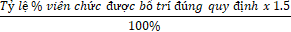 Tỷ lệ % viên chức được bố trí đúng quy định x 1.5
100%